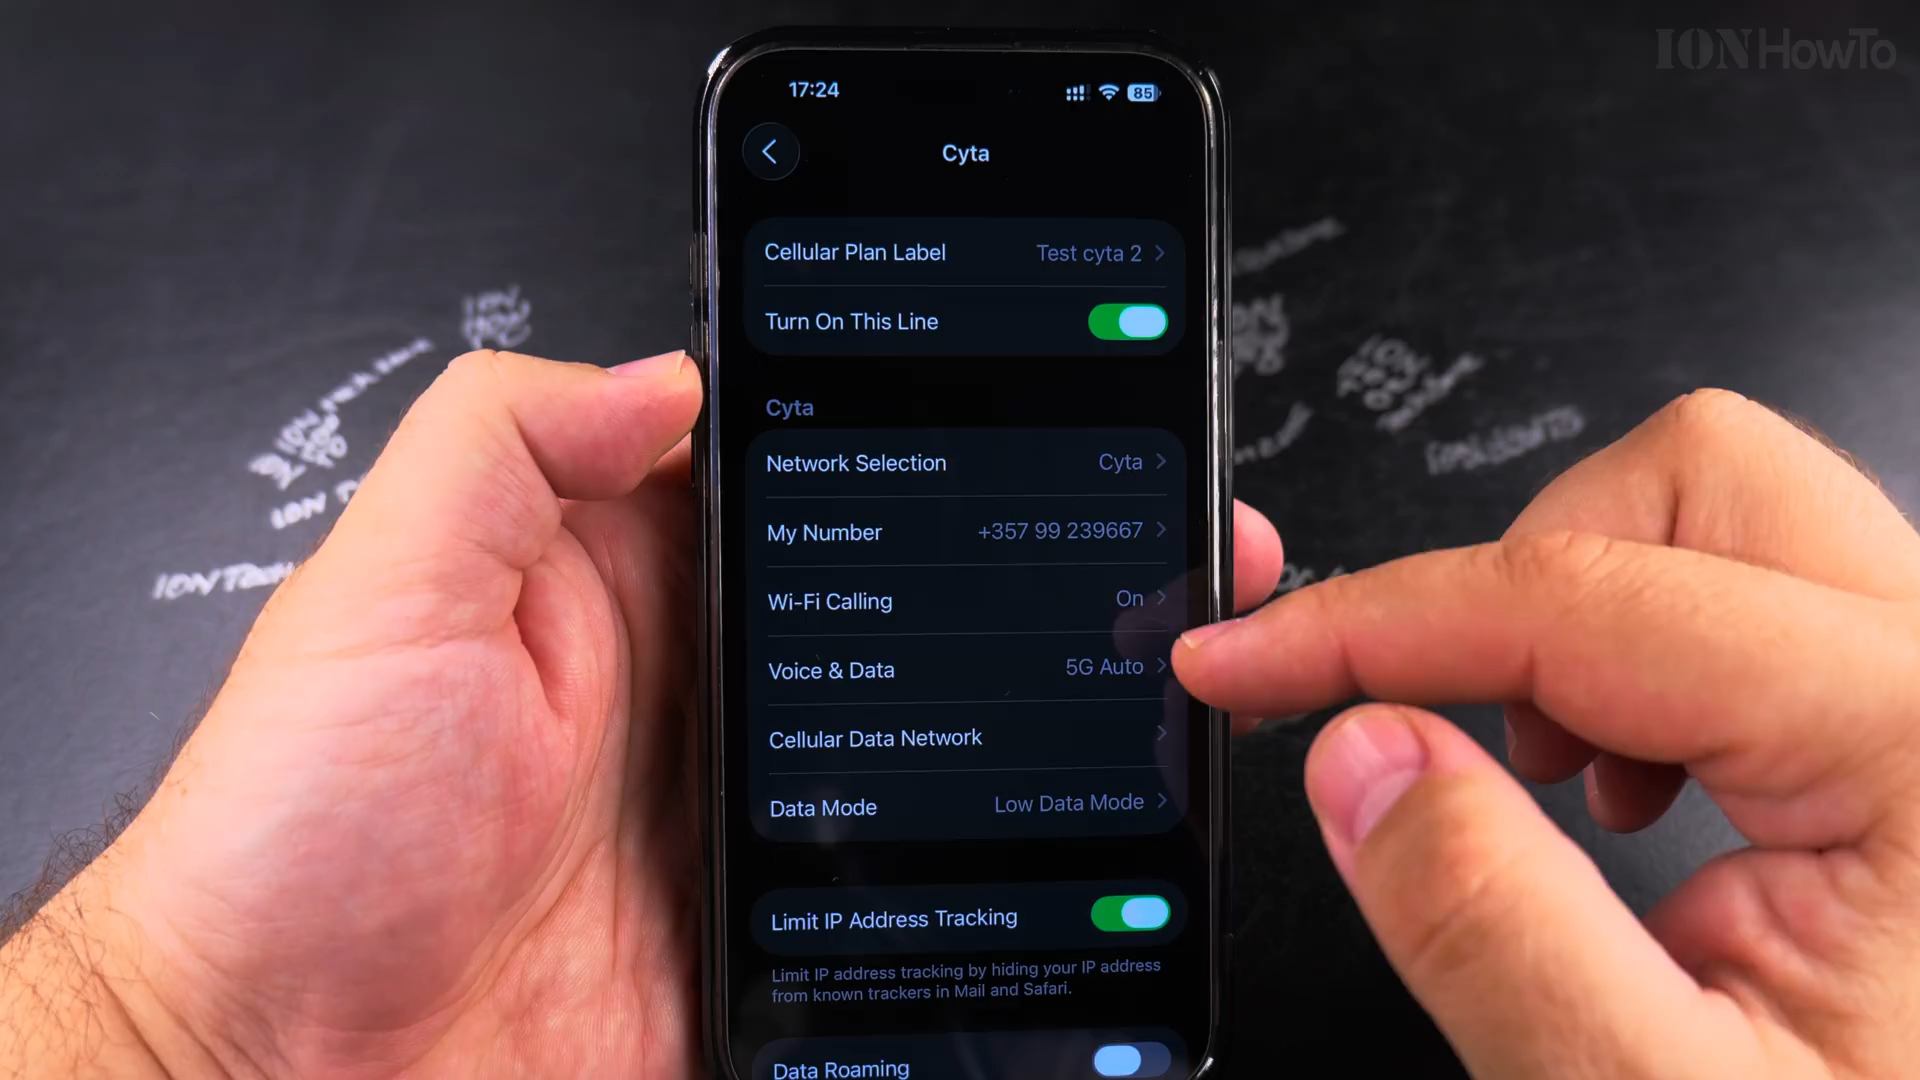 ION HowTo
17:24
85
Cyta
Cellular Plan Label
Test cyta 2
Turn On This Line
Cyta
Network Selection
Cyta
My Number
+357 99 239667
Wi-Fi Calling
On
Voice & Data
5G Auto
Cellular Data Network
Data Mode
Low Data Mode
Limit IP Address Tracking
Limit IP address tracking by hiding your IP address
from known trackers in Mail and Safari.
Data Roaming